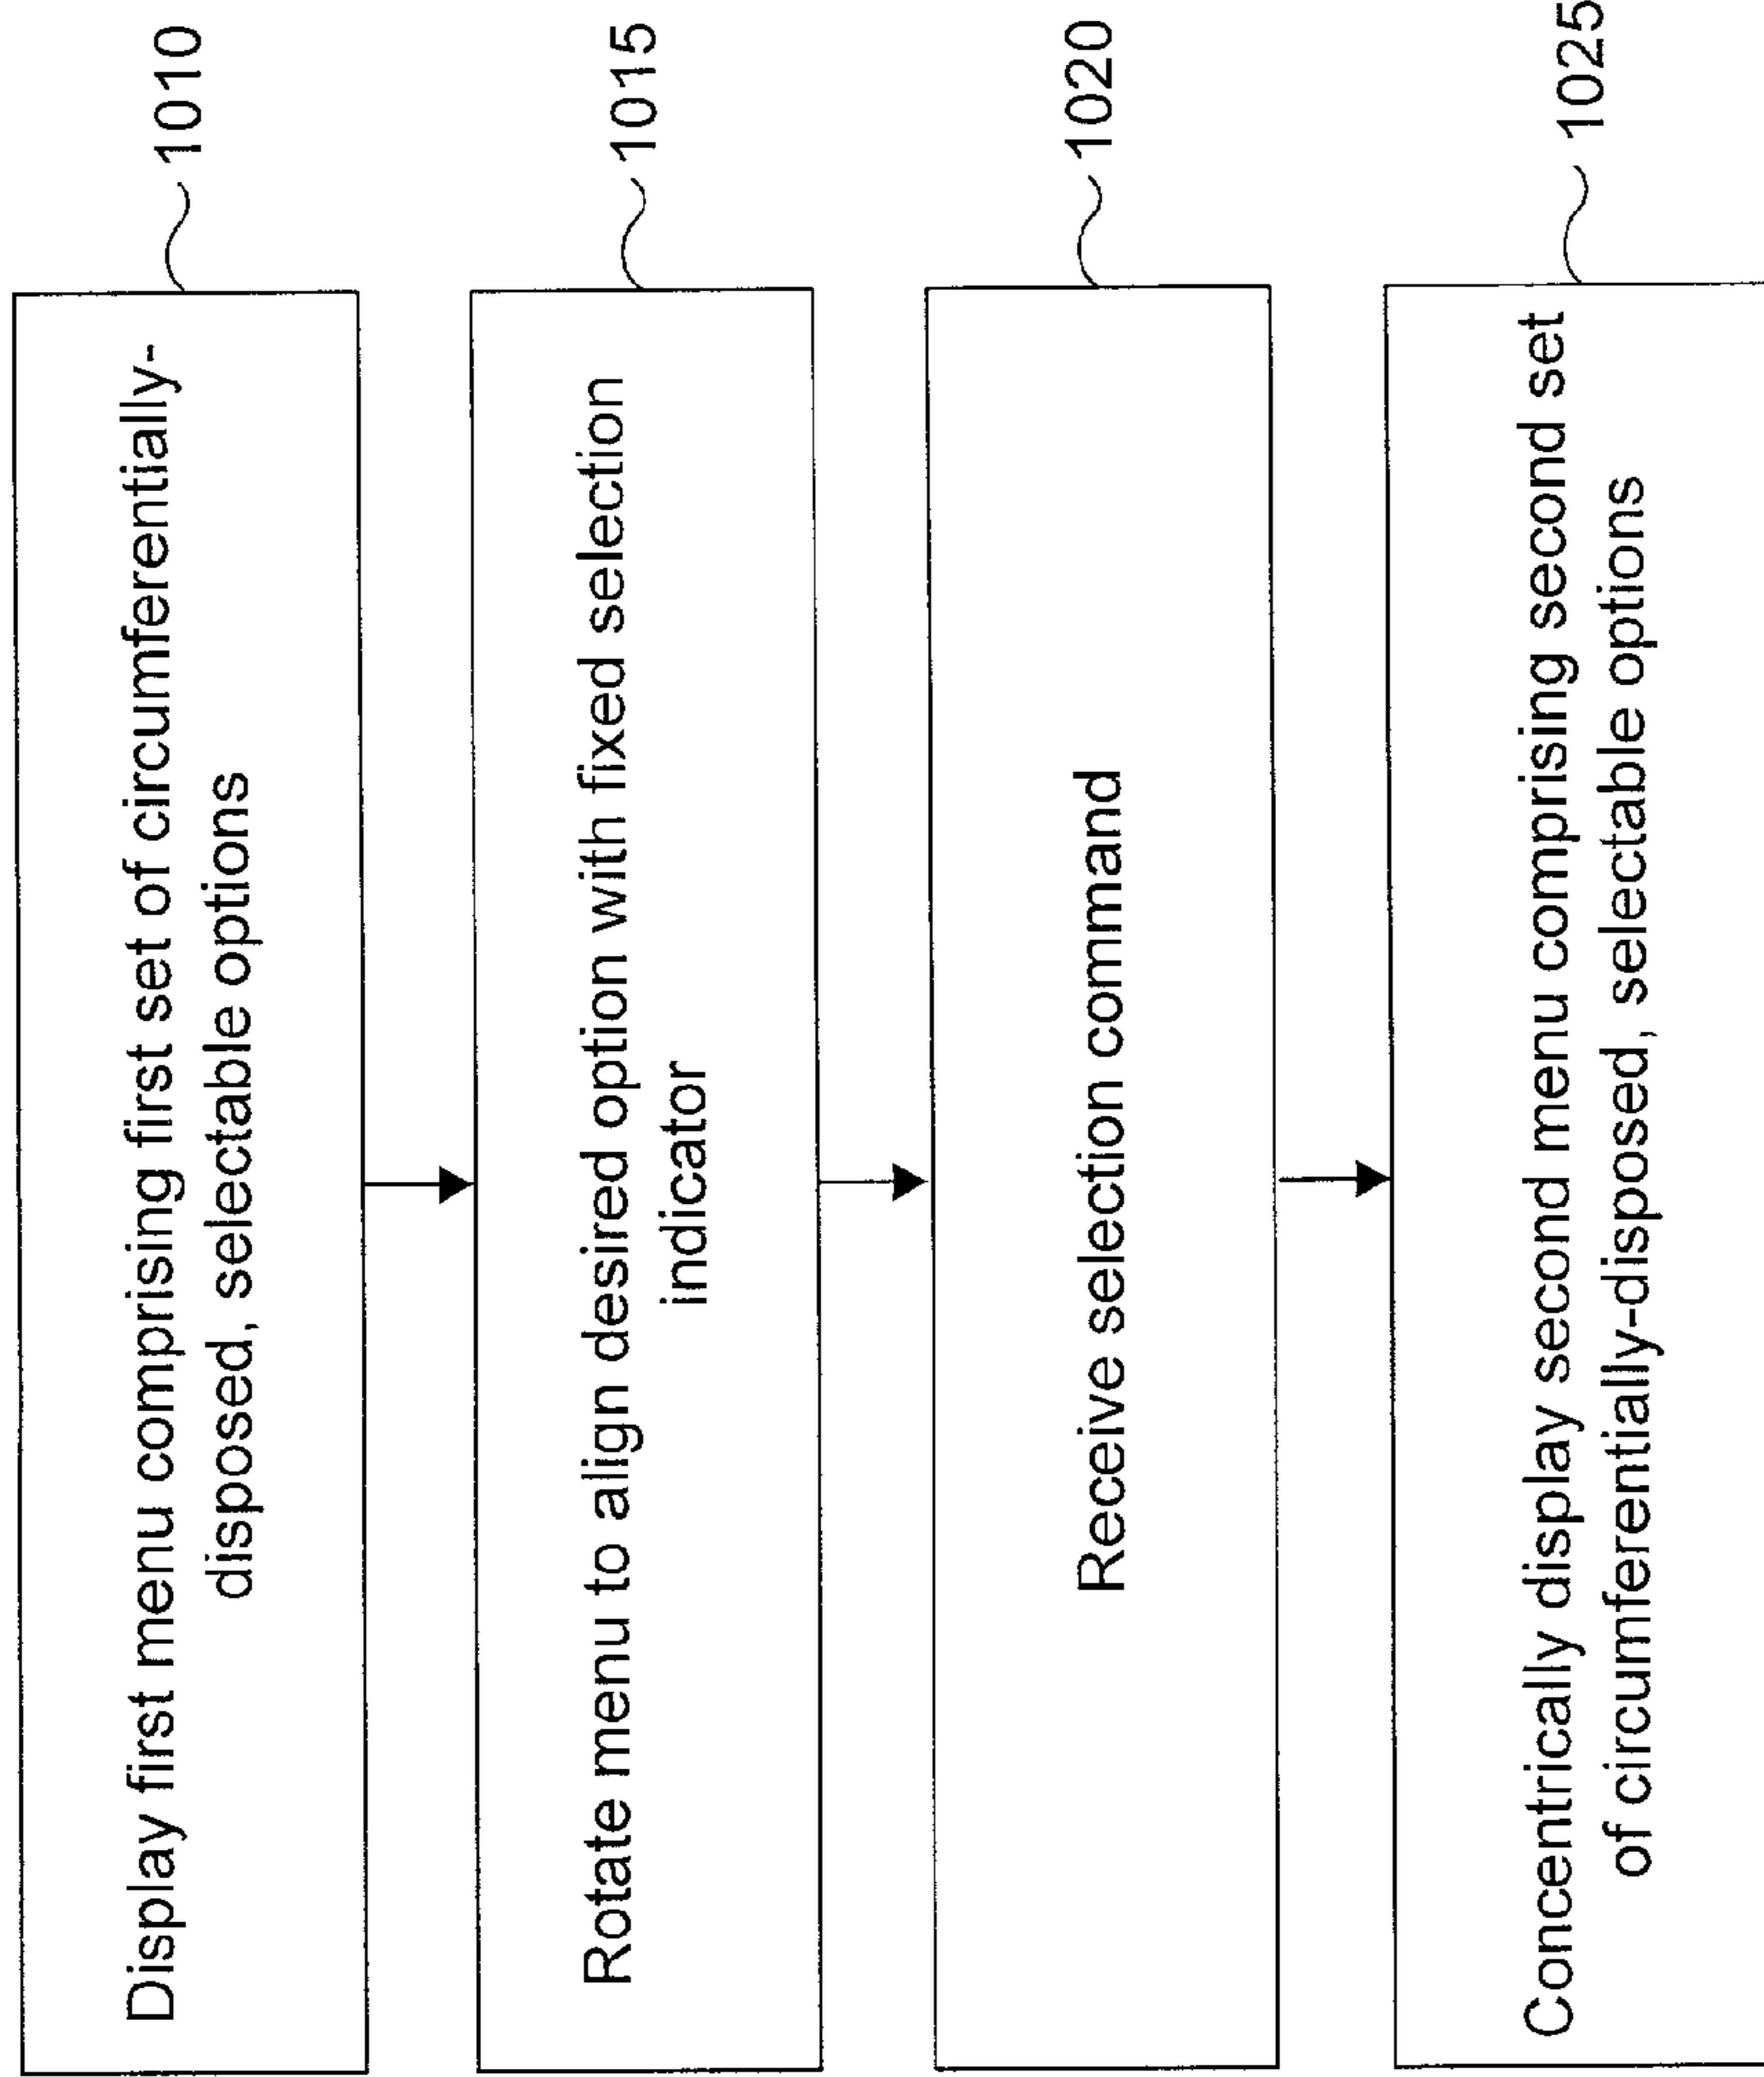 Display first menu comprising first set of circumferentially-
disposed, selectable options
1010
Rotate menu to align desired option with fixed selection
indicator
1015
Receive selection command
1020
Concentrically display second menu comprising second set
of circumferentially-disposed, selectable options
1025